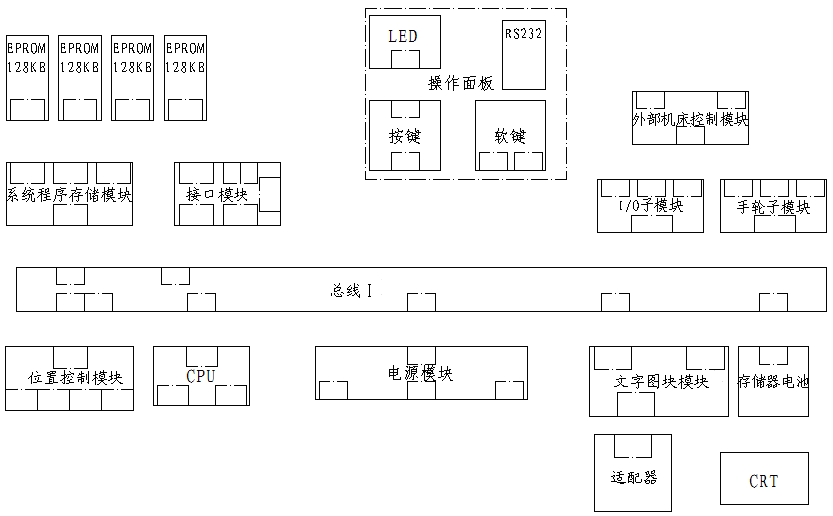 EPROM EPROM EPROM EPROM
128KB 128KB 128KB 128KB
LED
RS232
操作面板
按键
软键
外部机床控制模块
系统程序存储模块
接口模块
I/O子模块
手轮子模块
总线 I
位置控制模块
CPU
电源模块
文字图块模块
存储器电池
适配器
CRT